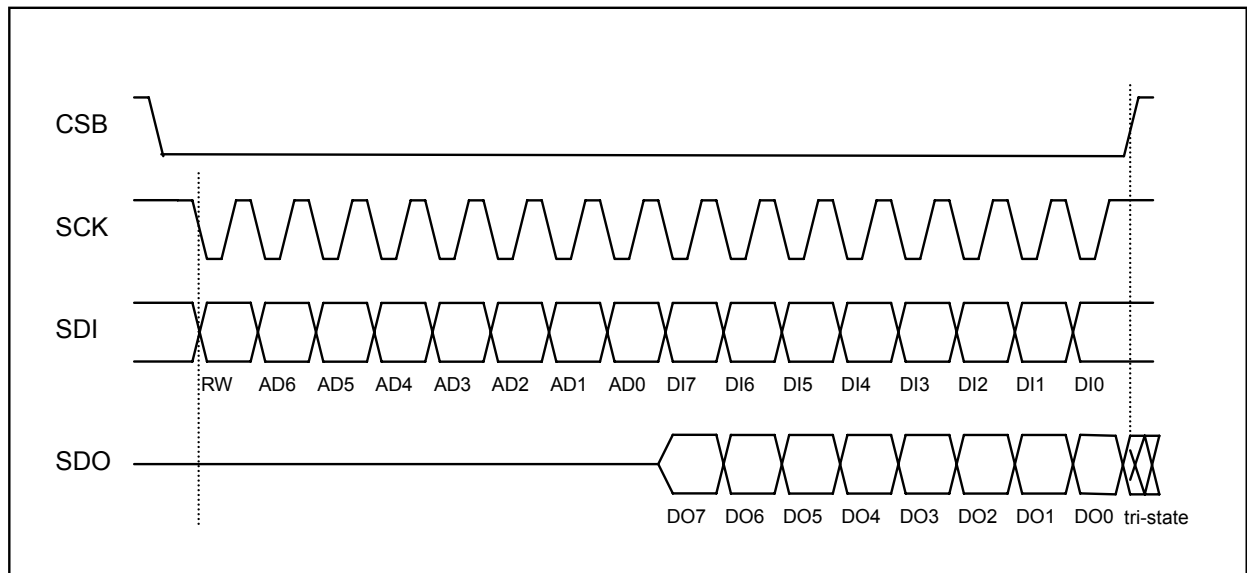 CSB
SCK
SDI
RW AD6 AD5 AD4 AD3 AD2 AD1 AD0 DI7 DI6 DI5 DI4 DI3 DI2 DI1 DI0
SDO
DO7 DO6 DO5 DO4 DO3 DO2 DO1 DO0 tri-state